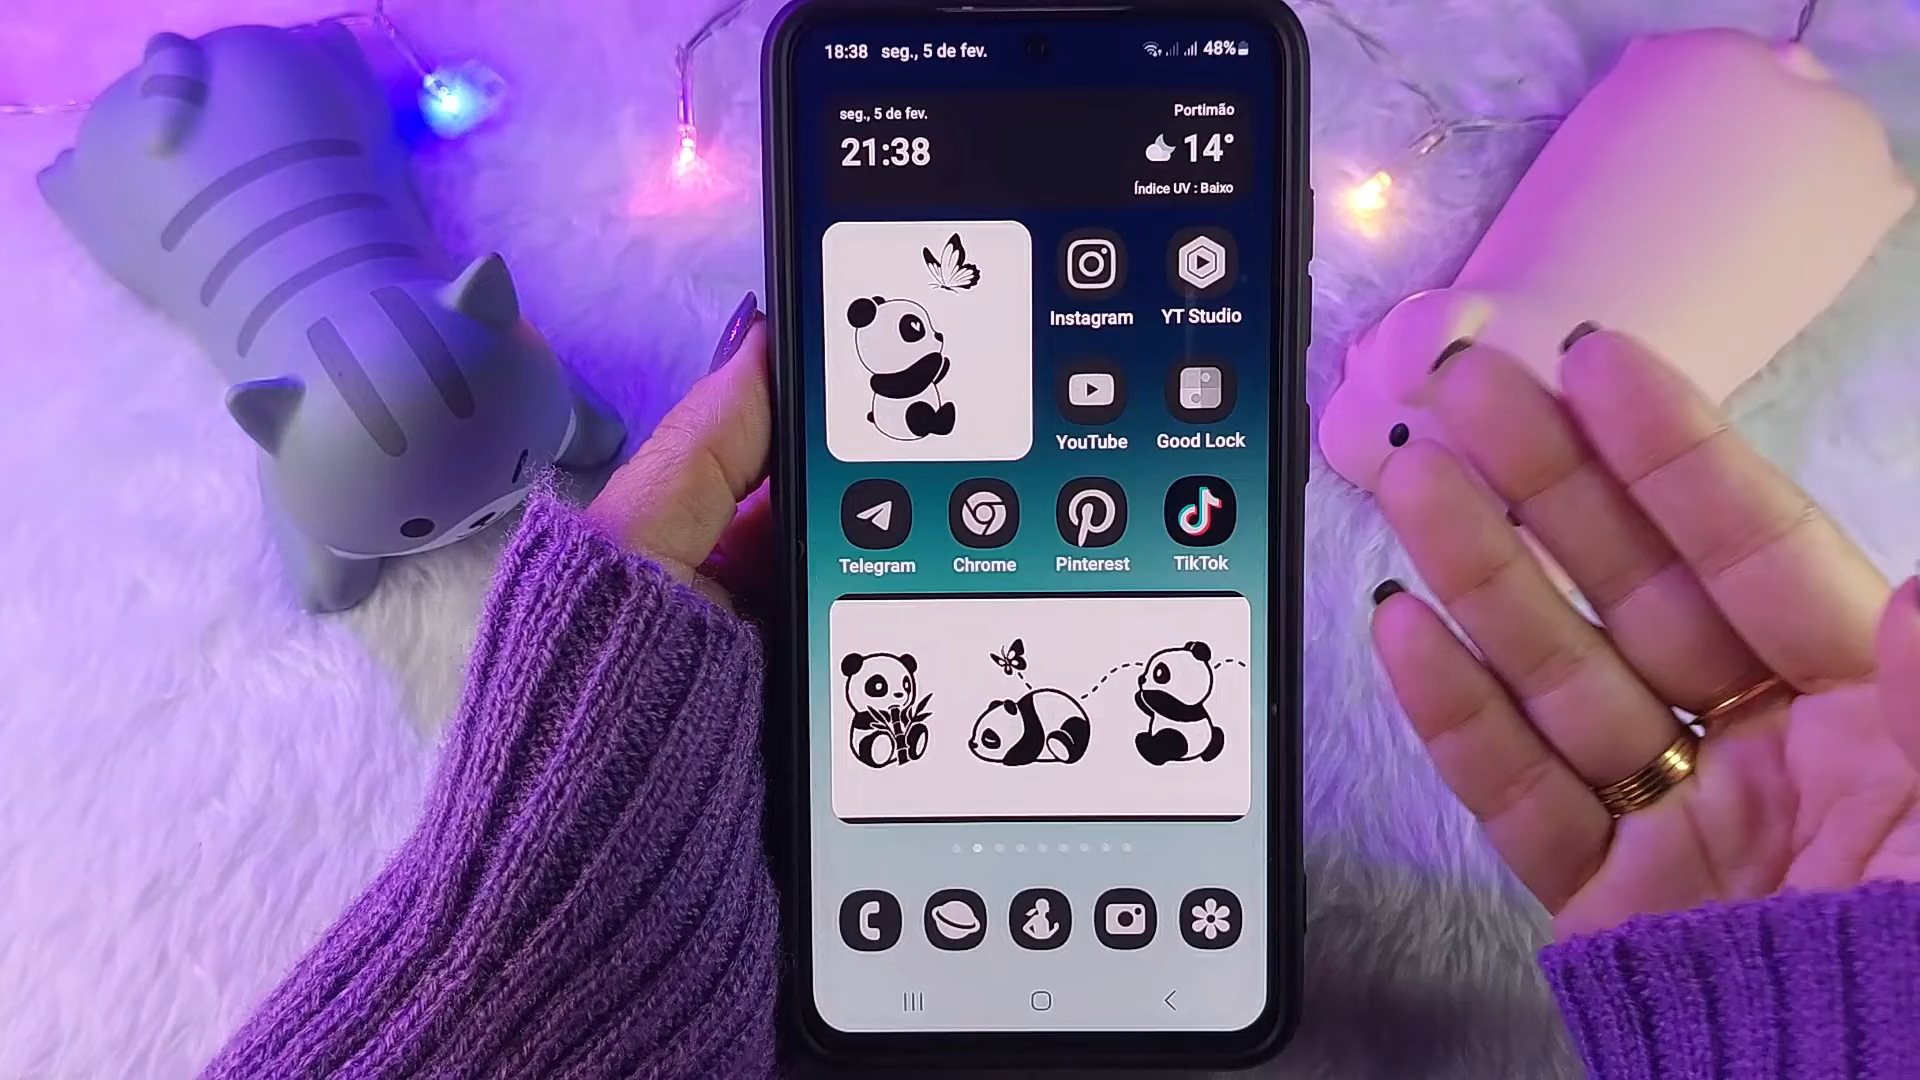 18:38 seg., 5 de fev. 48%
seg., 5 de fev.
Portimão
21:38
14°
Índice UV : Baixo
Instagram
YT Studio
YouTube
Good Lock
Telegram
Chrome
Pinterest
TikTok